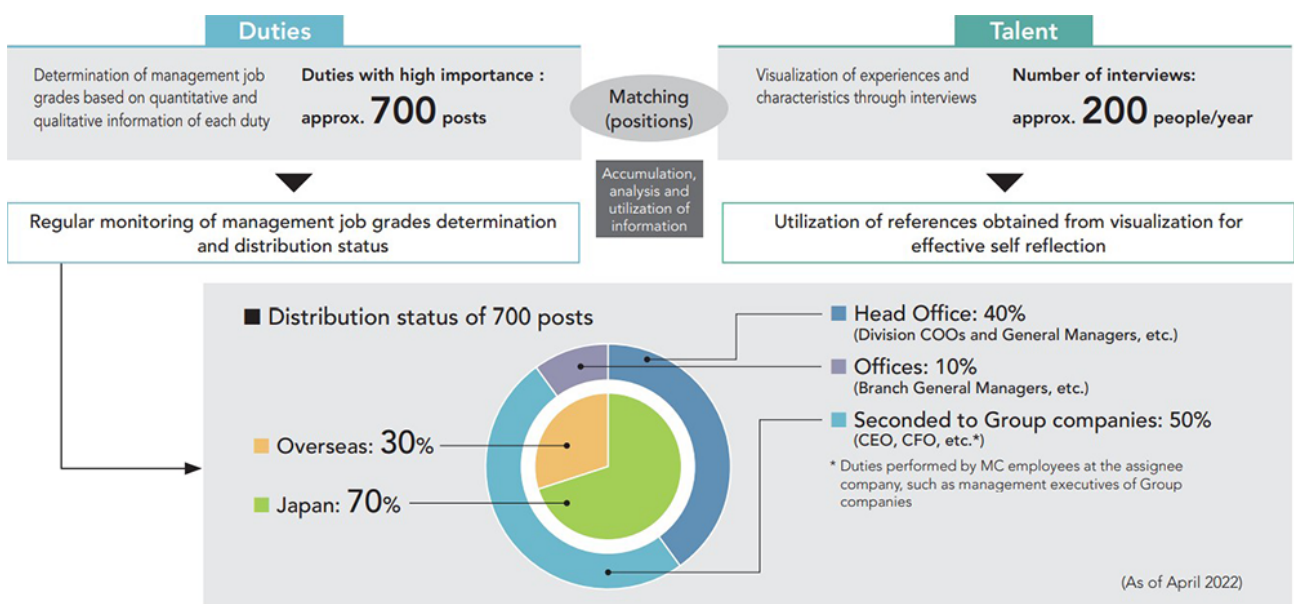 Duties
Determination of management job
grades based on quantitative and
qualitative information of each duty
Duties with high importance :
approx. 700 posts
Matching
(positions)
Accumulation,
analysis and
utilization of
information
Talent
Visualization of experiences and
characteristics through interviews
Number of interviews:
approx. 200 people/year
Regular monitoring of management job grades determination
and distribution status
Utilization of references obtained from visualization for
effective self reflection
■ Distribution status of 700 posts
Overseas: 30%
Japan: 70%
Head Office: 40%
(Division COOs and General Managers, etc.)
Offices: 10%
(Branch General Managers, etc.)
Seconded to Group companies: 50%
(CEO, CFO, etc.*)
* Duties performed by MC employees at the assignee
company, such as management executives of Group
companies
(As of April 2022)